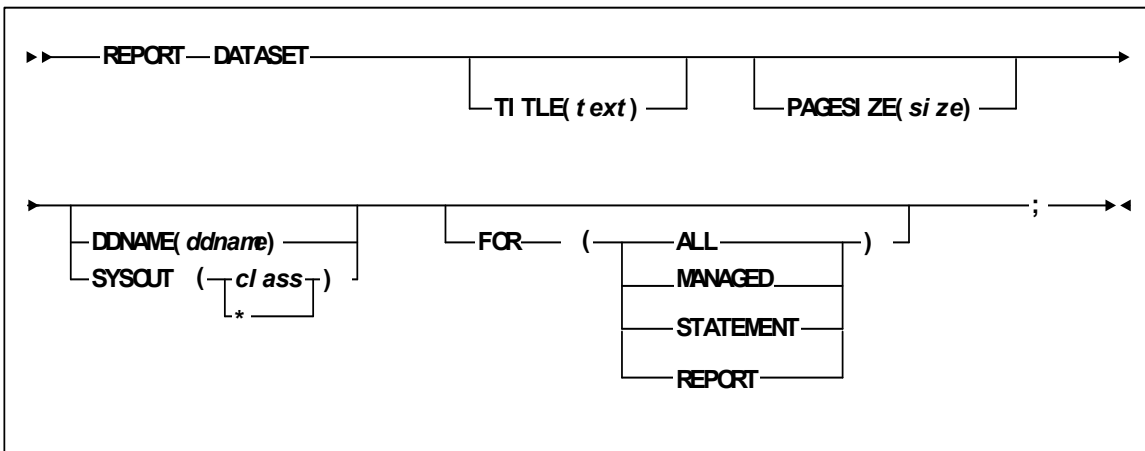 REPORT DATASET
TITLE(text) PAGESIZE(size)
DDNAME(ddname) FOR ( ALL ) ;
SYSOUT (class) MANAGED
* STATEMENT
REPORT